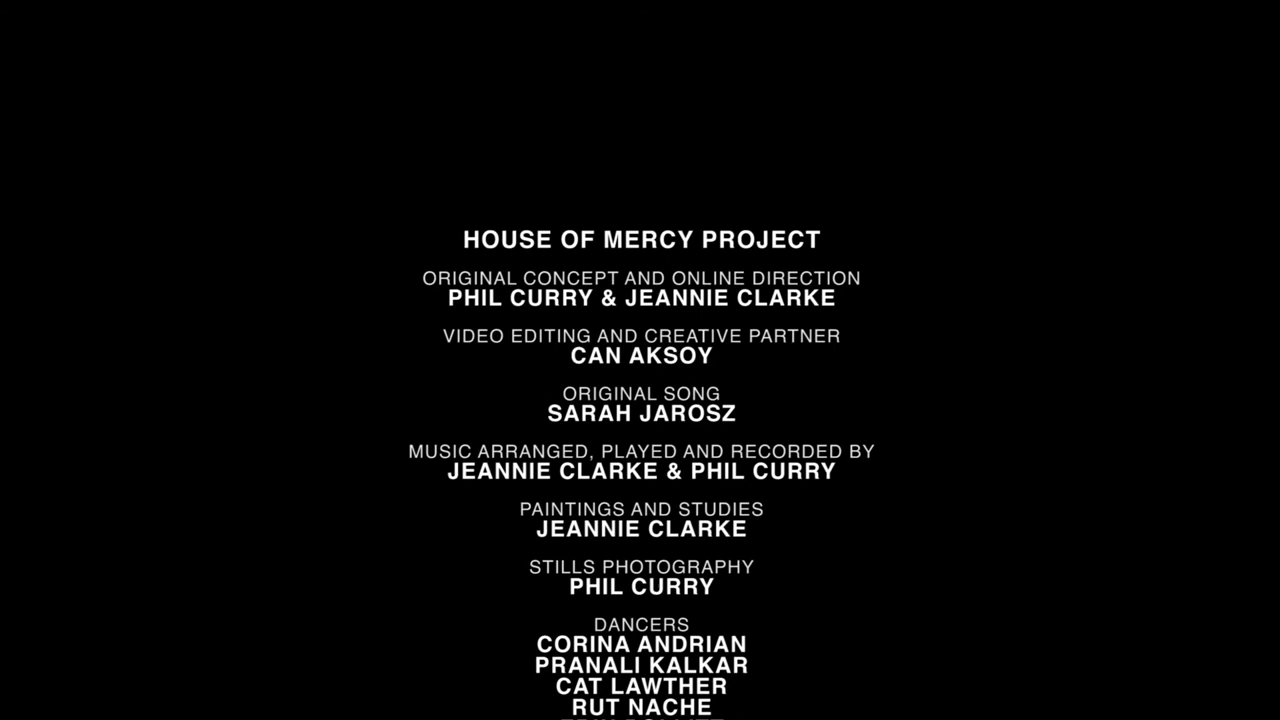 HOUSE OF MERCY PROJECT
ORIGINAL CONCEPT AND ONLINE DIRECTION
PHIL CURRY & JEANNIE CLARKE
VIDEO EDITING AND CREATIVE PARTNER
CAN AKSOY
ORIGINAL SONG
SARAH JAROSZ
MUSIC ARRANGED, PLAYED AND RECORDED BY
JEANNIE CLARKE & PHIL CURRY
PAINTINGS AND STUDIES
JEANNIE CLARKE
STILLS PHOTOGRAPHY
PHIL CURRY
DANCERS
CORINA ANDRIAN
PRANALI KALKAR
CAT LAWTHER
RUT NACHE